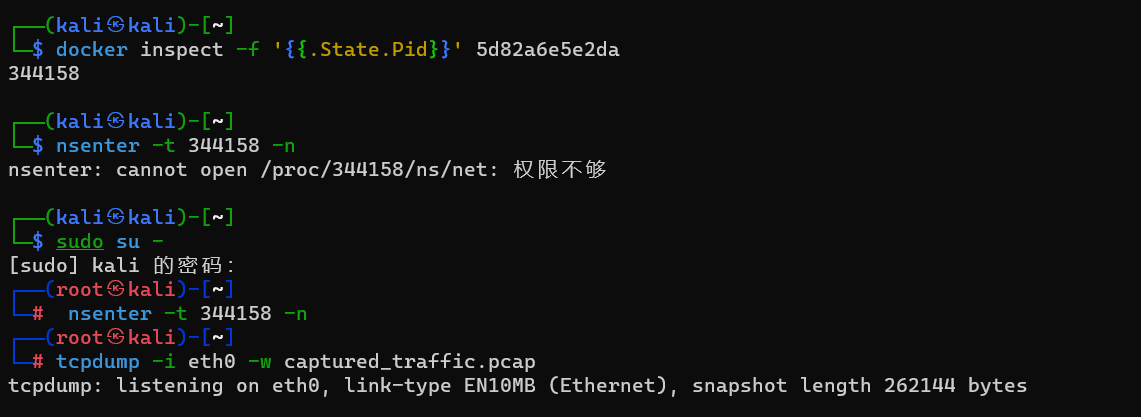 ┌──(kali㉿kali)-[~]
└─$ docker inspect -f '{{.State.Pid}}' 5d82a6e5e2da
344158
┌──(kali㉿kali)-[~]
└─$ nsenter -t 344158 -n
nsenter: cannot open /proc/344158/ns/net: 权限不够
┌──(kali㉿kali)-[~]
└─$ sudo su -
[sudo] kali 的密码：
┌──(root㉿kali)-[~]
└─#  nsenter -t 344158 -n
┌──(root㉿kali)-[~]
└─# tcpdump -i eth0 -w captured_traffic.pcap
tcpdump: listening on eth0, link-type EN10MB (Ethernet), snapshot length 262144 bytes